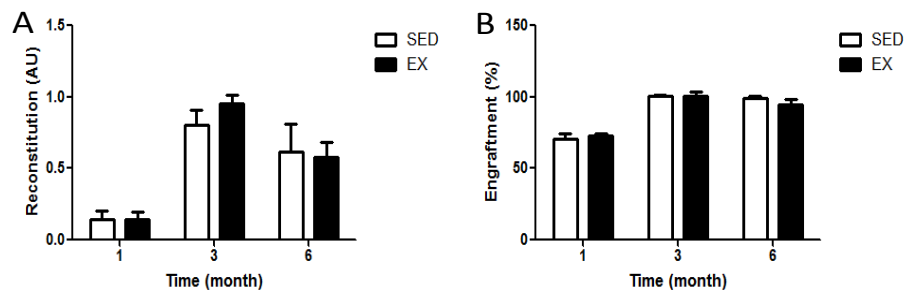 A
Reconstitution (AU)
1.5
1.0
0.5
0.0
1
3
6
Time (month)
SED
EX
B
Engraftment (%)
150
100
50
0
1
3
6
Time (month)
SED
EX